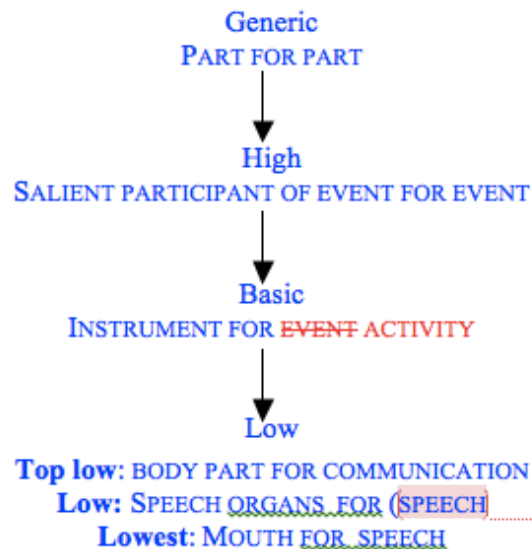 Generic
PART FOR PART
High
SALIENT PARTICIPANT OF EVENT FOR EVENT
Basic
INSTRUMENT FOR EVENT ACTIVITY
Low
Top low: BODY PART FOR COMMUNICATION
Low: SPEECH ORGANS FOR (SPEECH
Lowest: MOUTH FOR SPEECH